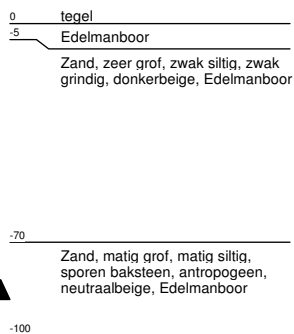 0 tegel
-5 Edelmanboor
Zand, zeer grof, zwak siltig, zwak
grindig, donkerbeige, Edelmanboor
-70
Zand, matig grof, matig siltig,
sporen baksteen, antropogeen,
neutraalbeige, Edelmanboor
-100